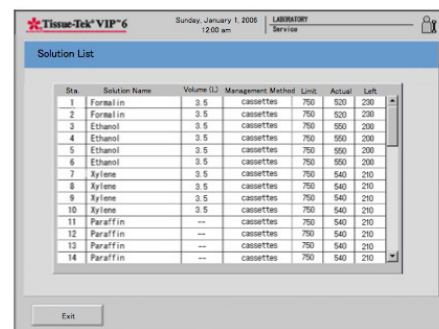 Tissue-Tek® VIP™6
Sunday, January 1, 2006
12:00 am
LABORATORY
Service
Solution List
Sta. Solution Name Volume (L) Management Method Limit Actual Left
1 Formalin 3.5 cassettes 750 520 230
2 Formalin 3.5 cassettes 750 520 230
3 Ethanol 3.5 cassettes 750 550 200
4 Ethanol 3.5 cassettes 750 550 200
5 Ethanol 3.5 cassettes 750 550 200
6 Ethanol 3.5 cassettes 750 550 200
7 Xylene 3.5 cassettes 750 540 210
8 Xylene 3.5 cassettes 750 540 210
9 Xylene 3.5 cassettes 750 540 210
10 Xylene 3.5 cassettes 750 540 210
11 Paraffin -- cassettes 750 540 210
12 Paraffin -- cassettes 750 540 210
13 Paraffin -- cassettes 750 540 210
14 Paraffin -- cassettes 750 540 210
Exit